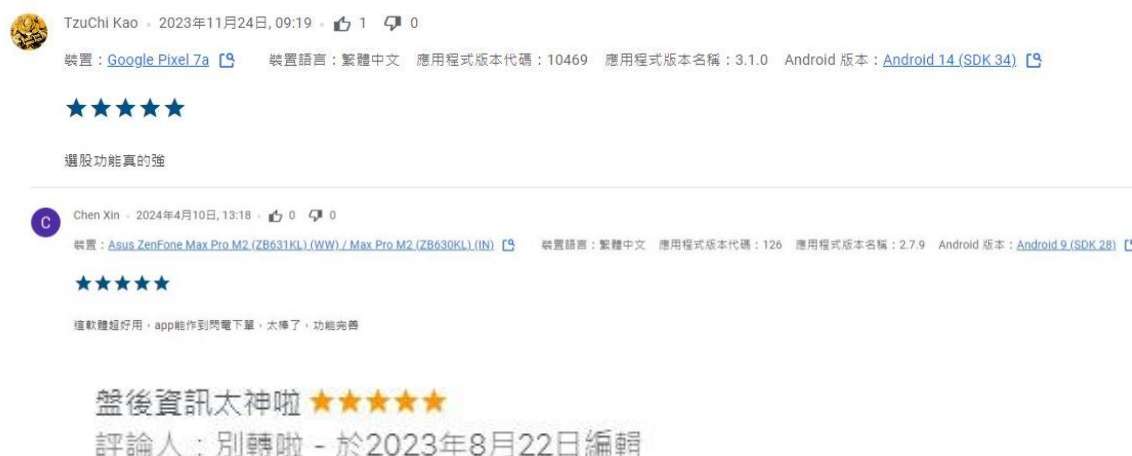 TzuChi Kao · 2023年11月24日, 09:19 · 1 0
裝置：Google Pixel 7a 裝置語言：繁體中文 應用程式版本代碼：10469 應用程式版本名稱：3.1.0 Android 版本：Android 14 (SDK 34)
★★★★★
選股功能真的強
C
Chen Xin · 2024年4月10日, 13:18 · 0 0
裝置：Asus ZenFone Max Pro M2 (ZB631KL) (WW) / Max Pro M2 (ZB630KL) (IN) 裝置語言：繁體中文 應用程式版本代碼：126 應用程式版本名稱：2.7.9 Android 版本：Android 9 (SDK 28)
★★★★★
這軟體超好用，app能作到閃電下單，太棒了，功能完善
盤後資訊太神啦 ★★★★★
評論人：別轉啦 - 於2023年8月22日編輯